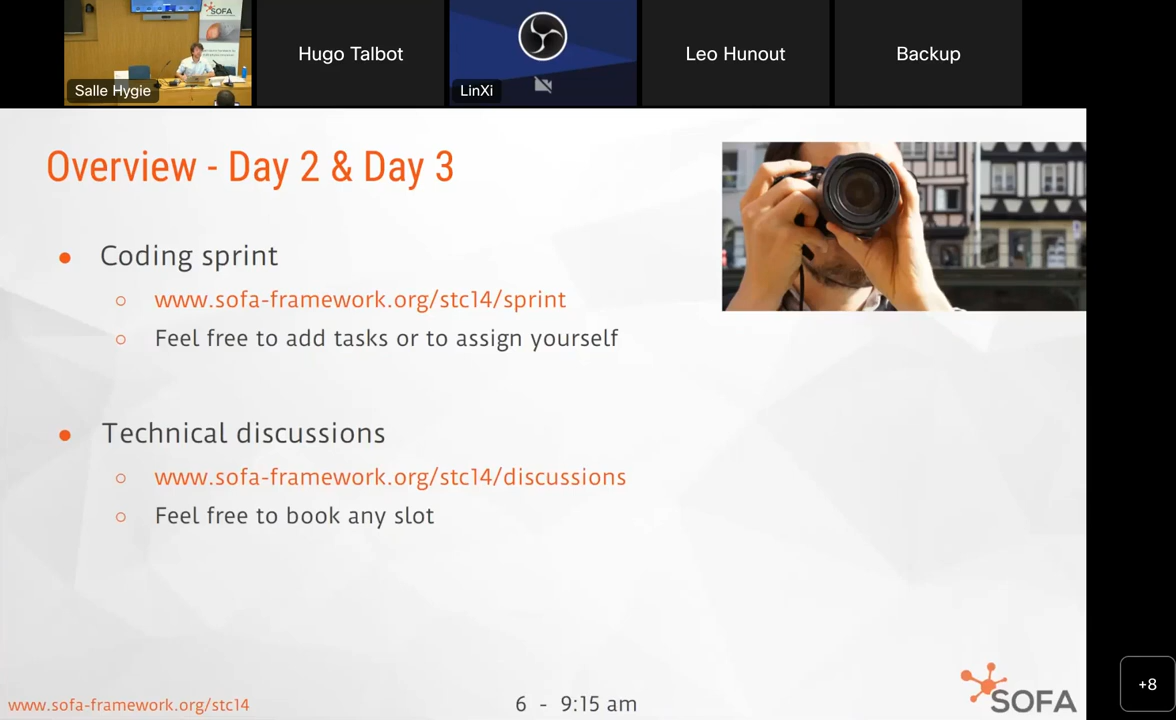 SOFA
Salle Hygie
Hugo Talbot
LinXi
Leo Hunout
Backup
Overview - Day 2 & Day 3
Coding sprint
www.sofa-framework.org/stc14/sprint
Feel free to add tasks or to assign yourself
Technical discussions
www.sofa-framework.org/stc14/discussions
Feel free to book any slot
www.sofa-framework.org/stc14
6 - 9:15 am
SOFA
+8